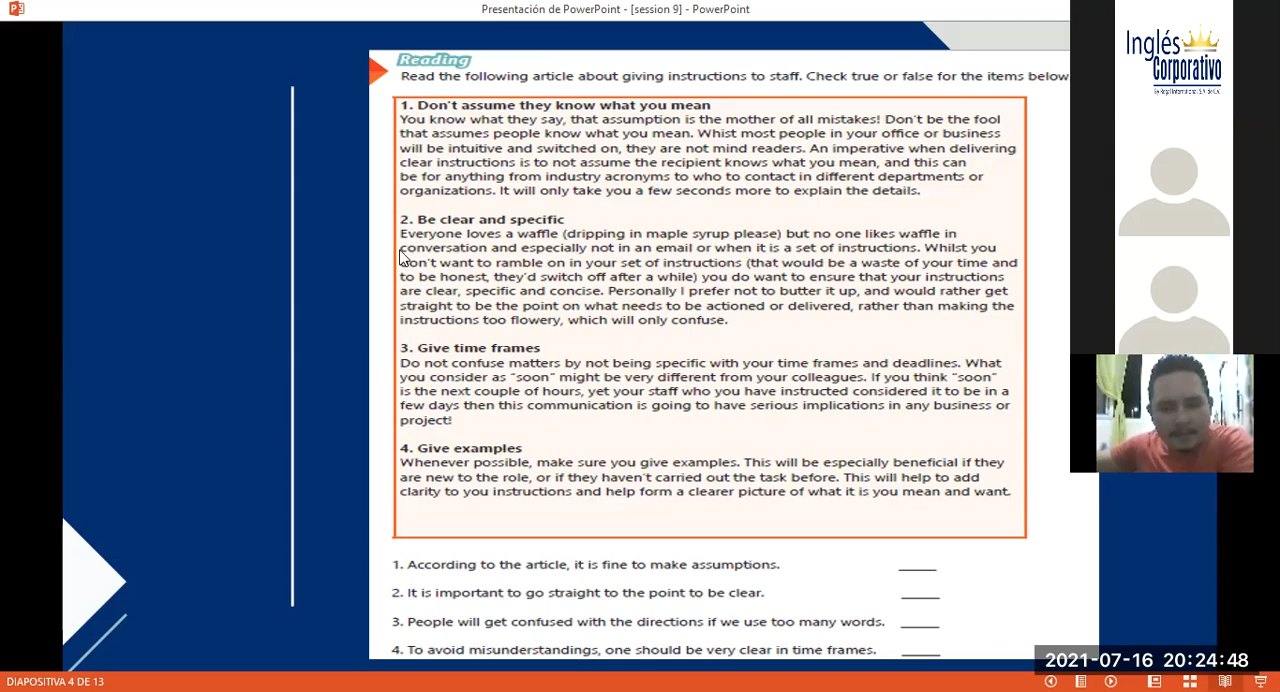 Presentación de PowerPoint - [session 9] - PowerPoint
Reading
Read the following article about giving instructions to staff. Check true or false for the items below
1. Don't assume they know what you mean
You know what they say, that assumption is the mother of all mistakes! Don't be the fool
that assumes people know what you mean. Whist most people in your office or business
will be intuitive and switched on, they are not mind readers. An imperative when delivering
clear instructions is to not assume the recipient knows what you mean, and this can
be for anything from industry acronyms to who to contact in different departments or
organizations. It will only take you a few seconds more to explain the details.
2. Be clear and specific
Everyone loves a waffle (dripping in maple syrup please) but no one likes waffle in
conversation and especially not in an email or when it is a set of instructions. Whilst you
don't want to ramble on in your set of instructions (that would be a waste of your time and
to be honest, they'd switch off after a while) you do want to ensure that your instructions
are clear, specific and concise. Personally I prefer not to butter it up, and would rather get
straight to be the point on what needs to be actioned or delivered, rather than making the
instructions too flowery, which will only confuse.
3. Give time frames
Do not confuse matters by not being specific with your time frames and deadlines. What
you consider as "soon" might be very different from your colleagues. If you think "soon"
is the next couple of hours, yet your staff who you have instructed considered it to be in a
few days then this communication is going to have serious implications in any business or
project!
4. Give examples
Whenever possible, make sure you give examples. This will be especially beneficial if they
are new to the role, or if they haven't carried out the task before. This will help to add
clarity to you instructions and help form a clearer picture of what it is you mean and want.
1. According to the article, it is fine to make assumptions. ____
2. It is important to go straight to the point to be clear. ____
3. People will get confused with the directions if we use too many words. ____
4. To avoid misunderstandings, one should be very clear in time frames. ____
Inglés
Corporativo
by Regal International S.A. de C.V.
2021-07-16 20:24:48
DIAPOSITIVA 4 DE 13